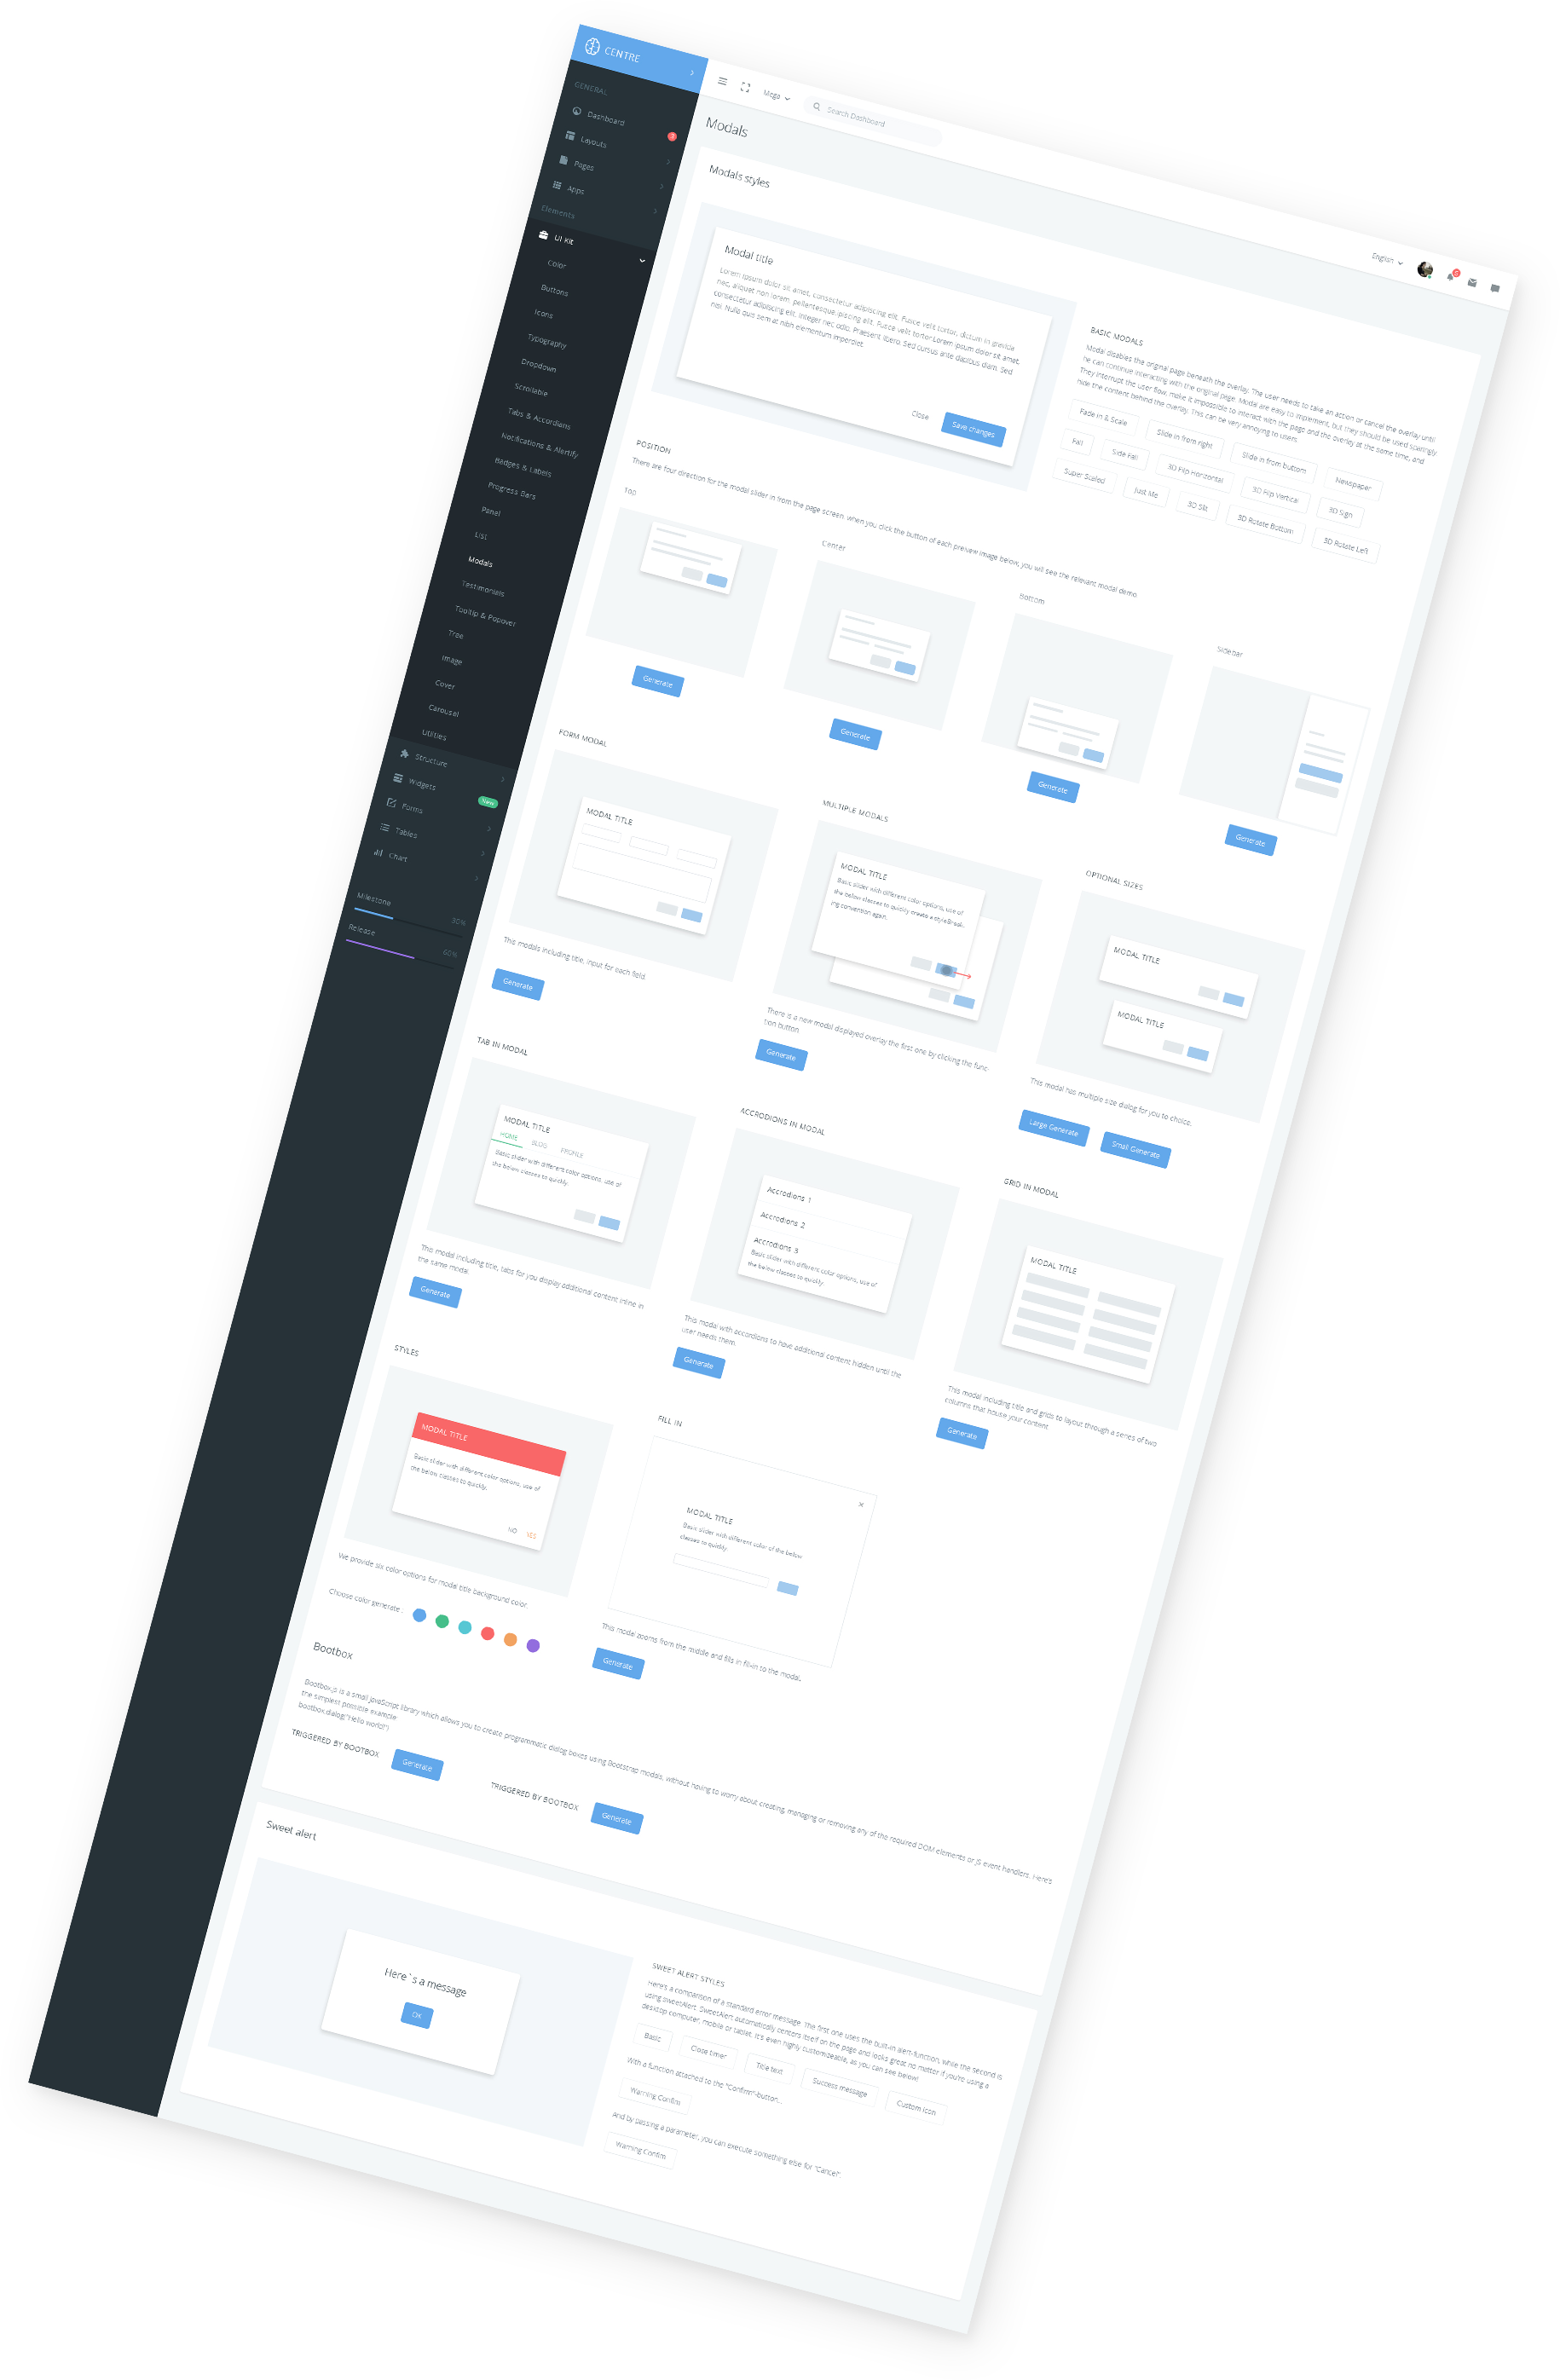 CENTRE
GENERAL
Dashboard
Layouts
Pages
Apps
Elements
UI Kit
Color
Buttons
Icons
Typography
Dropdown
Scrollable
Tabs & Accordians
Notifications & Alertify
Badges & Labels
Progress Bars
Panel
List
Modals
Testimonials
Tooltip & Popover
Tree
Image
Cover
Carousel
Utilities
Structure
Widgets
New
Forms
Tables
Chart
Milestone
30%
Release
60%
Mega
Search Dashboard
English
Modals
Modals styles
Modal title
Lorem ipsum dolor sit amet, consectetur adipiscing elit. Fusce velit tortor, dictum in gravida
nec, aliquet non lorem. pellentesque.ipiscing elit. Fusce velit tortor Lorem ipsum dolor sit amet,
consectetur adipiscing elit. Integer nec odio. Praesent libero. Sed cursus ante dapibus diam. Sed
nisi. Nulla quis sem at nibh elementum imperdiet.
Close
Save changes
BASIC MODALS
Modal disables the original page beneath the overlay. The user needs to take an action or cancel the overlay until
he can continue interacting with the original page. Modal are easy to implement, but they should be used sparingly.
They interrupt the user flow, make it impossible to interact with the page and the overlay at the same time, and
hide the content behind the overlay. This can be very annoying to users.
Fade in & Scale
Slide in from right
Slide in from buttom
Newspaper
Fall
Side Fall
3D Flip Horizontal
3D Flip Vertica
3D Sign
Super Scaled
Just Me
3D Slit
3D Rotate Bottom
3D Rotate Left
POSITION
There are four direction for the modal slider in from the page screen. when you click the button of each preview image below, you will see the relevant modal demo
Top
Generate
Center
Generate
Bottom
Generate
Sidebar
Generate
FORM MODAL
MODAL TITLE
This modals including title, input for each field.
Generate
MULTIPLE MODALS
MODAL TITLE
Basic slider with different color options, use of
the below classes to quickly create a style.Break-
ing convention again.
There is a new modal displayed overlay the first one by clicking the func-
tion button
Generate
OPTIONAL SIZES
MODAL TITLE
MODAL TITLE
This modal has multiple size dialog for you to choice.
Large Generate
Small Generate
TAB IN MODAL
MODAL TITLE
HOME
BLOG
PROFILE
Basic slider with different color options, use of
the below classes to quickly.
This modal including title, tabs for you display additional content inline in
the same modal.
Generate
ACCRODIONS IN MODAL
Accrodions 1
Accrodions 2
Accrodions 3
Basic slider with different color options, use of
the below classes to quickly.
This modal with accordions to have additional content hidden until the
user needs them.
Generate
GRID IN MODAL
MODAL TITLE
This modal including title and grids to layout through a series of two
columns that house your content.
Generate
STYLES
MODAL TITLE
Basic slider with different color options, use of
the below classes to quickly.
NO
YES
We provide six color options for modal title background color.
Choose color generate :
FILL IN
MODAL TITLE
Basic slider with different color of the below
classes to quickly.
This modal zooms from the middle and fills in fill-in to the modal.
Generate
Bootbox
Bootbox.js is a small JavaScript library which allows you to create programmatic dialog boxes using Bootstrap modals, without having to worry about creating, managing or removing any of the required DOM elements or JS event handlers. Here's
the simplest possible example:
bootbox.dialog("Hello world!")
TRIGGERED BY BOOTBOX
Generate
TRIGGERED BY BOOTBOX
Generate
Sweet alert
Here`s a message
OK
SWEET ALERT STYLES
Here's a comparison of a standard error message. The first one uses the built-in alert-function, while the second is
using sweetAlert. SweetAlert automatically centers itself on the page and looks great no matter if you're using a
desktop computer, mobile or tablet. It's even highly customizeable, as you can see below!
Basic
Close timer
Title text
Success message
Custom icon
With a function attached to the "Confirm"-button...
Warning Confim
And by passing a parameter, you can execute something else for "Cancel".
Warning Confim